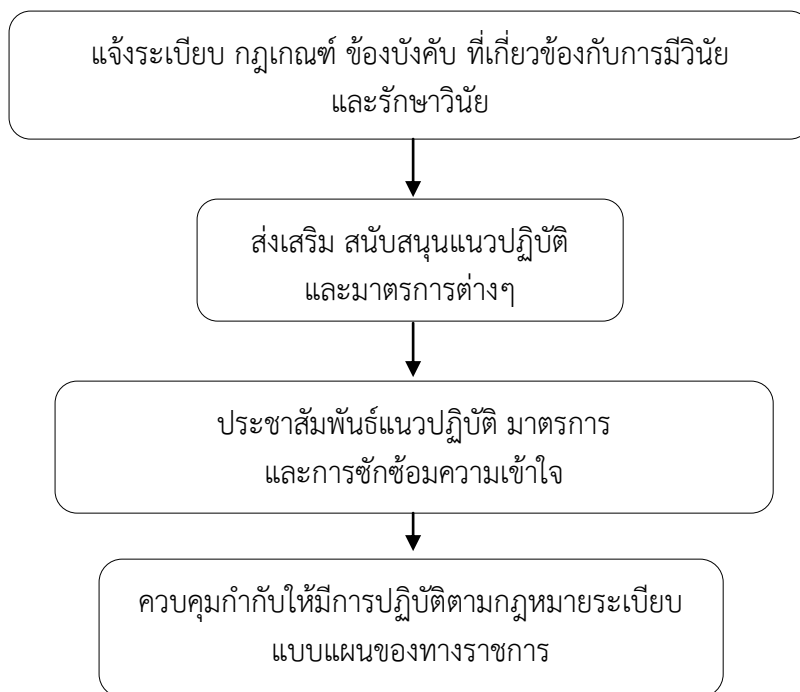 แจ้งระเบียบ กฎเกณฑ์ ข้องบังคับ ที่เกี่ยวข้องกับการมีวินัย
และรักษาวินัย
ส่งเสริม สนับสนุนแนวปฏิบัติ
และมาตรการต่างๆ
ประชาสัมพันธ์แนวปฏิบัติ มาตรการ
และการซักซ้อมความเข้าใจ
ควบคุมกำกับให้มีการปฏิบัติตามกฎหมายระเบียบ
แบบแผนของทางราชการ